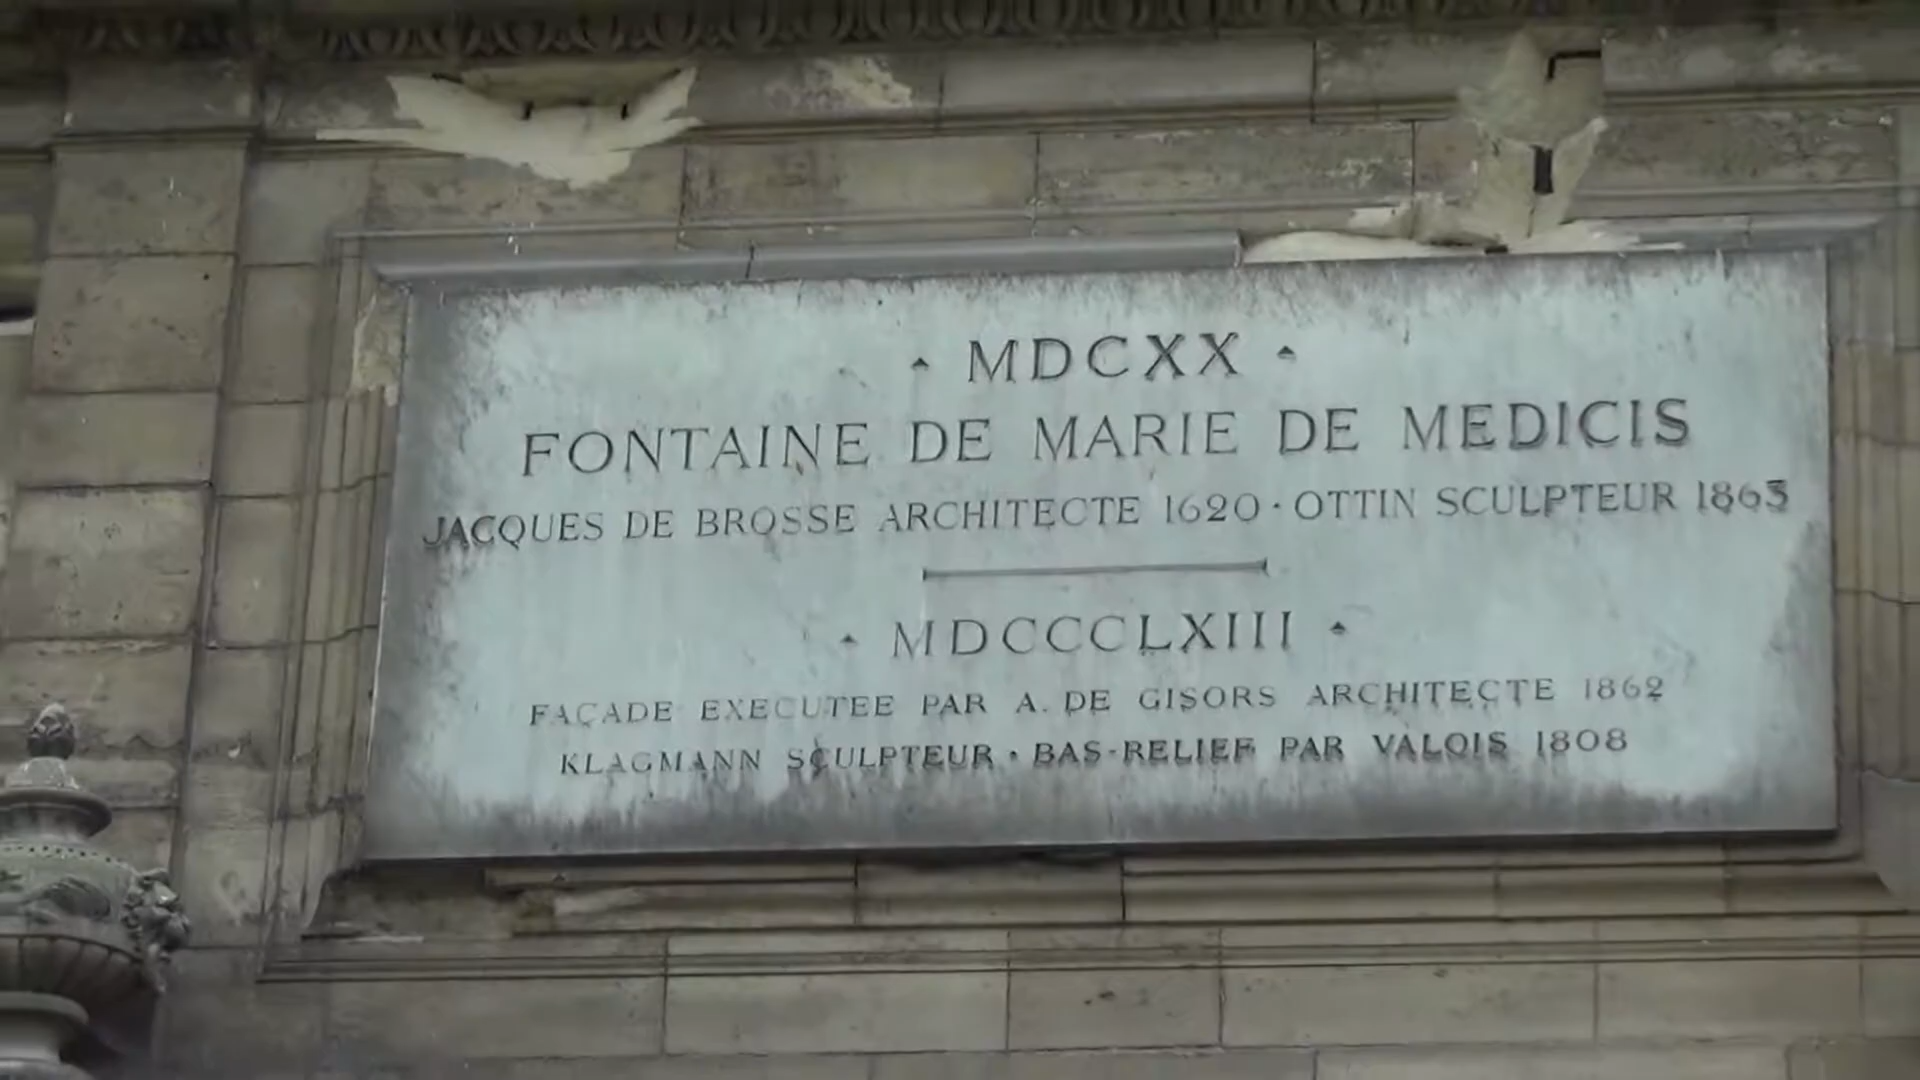 MDCXX
FONTAINE DE MARIE DE MEDICIS
JACQUES DE BROSSE ARCHITECTE 1620 · OTTIN SCULPTEUR 1863
MDCCCLXIII
FAÇADE EXECUTEE PAR A. DE GISORS ARCHITECTE 1862
KLAGMANN SCULPTEUR · BAS-RELIEF PAR VALOIS 1808